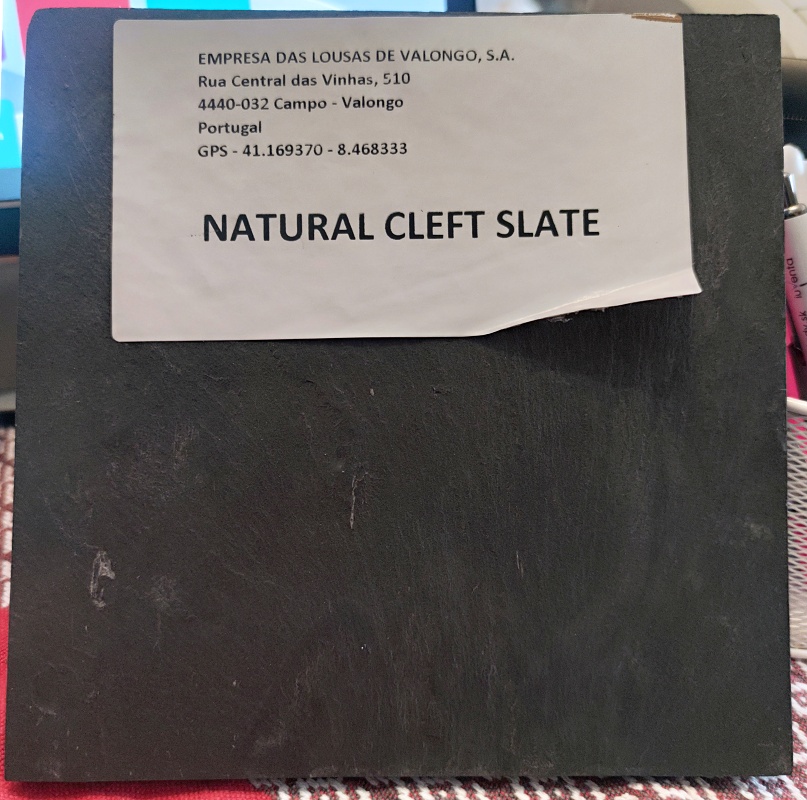 EMPRESA DAS LOUSAS DE VALONGO, S.A.
Rua Central das Vinhas, 510
4440-032 Campo - Valongo
Portugal
GPS - 41.169370 - 8.468333
NATURAL CLEFT SLATE